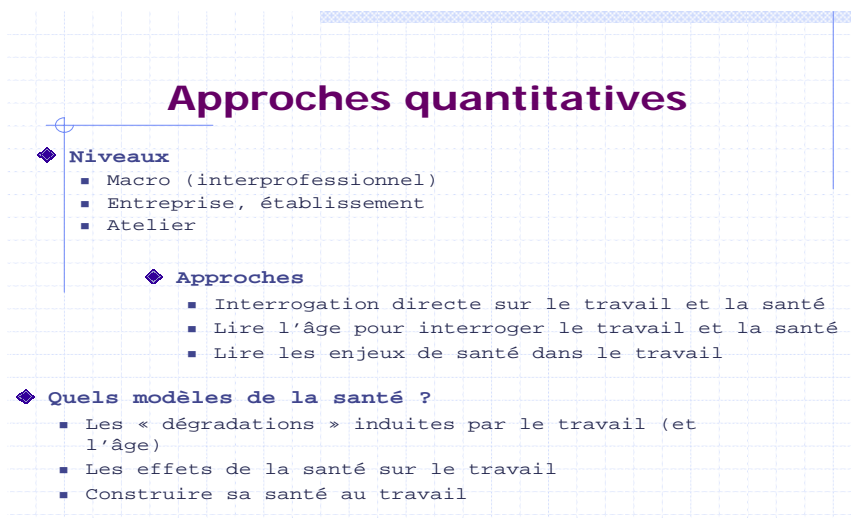 Approches quantitatives
Niveaux
Macro (interprofessionnel)
Entreprise, établissement
Atelier
Approches
Interrogation directe sur le travail et la santé
Lire l’âge pour interroger le travail et la santé
Lire les enjeux de santé dans le travail
Quels modèles de la santé ?
Les « dégradations » induites par le travail (et
l’âge)
Les effets de la santé sur le travail
Construire sa santé au travail